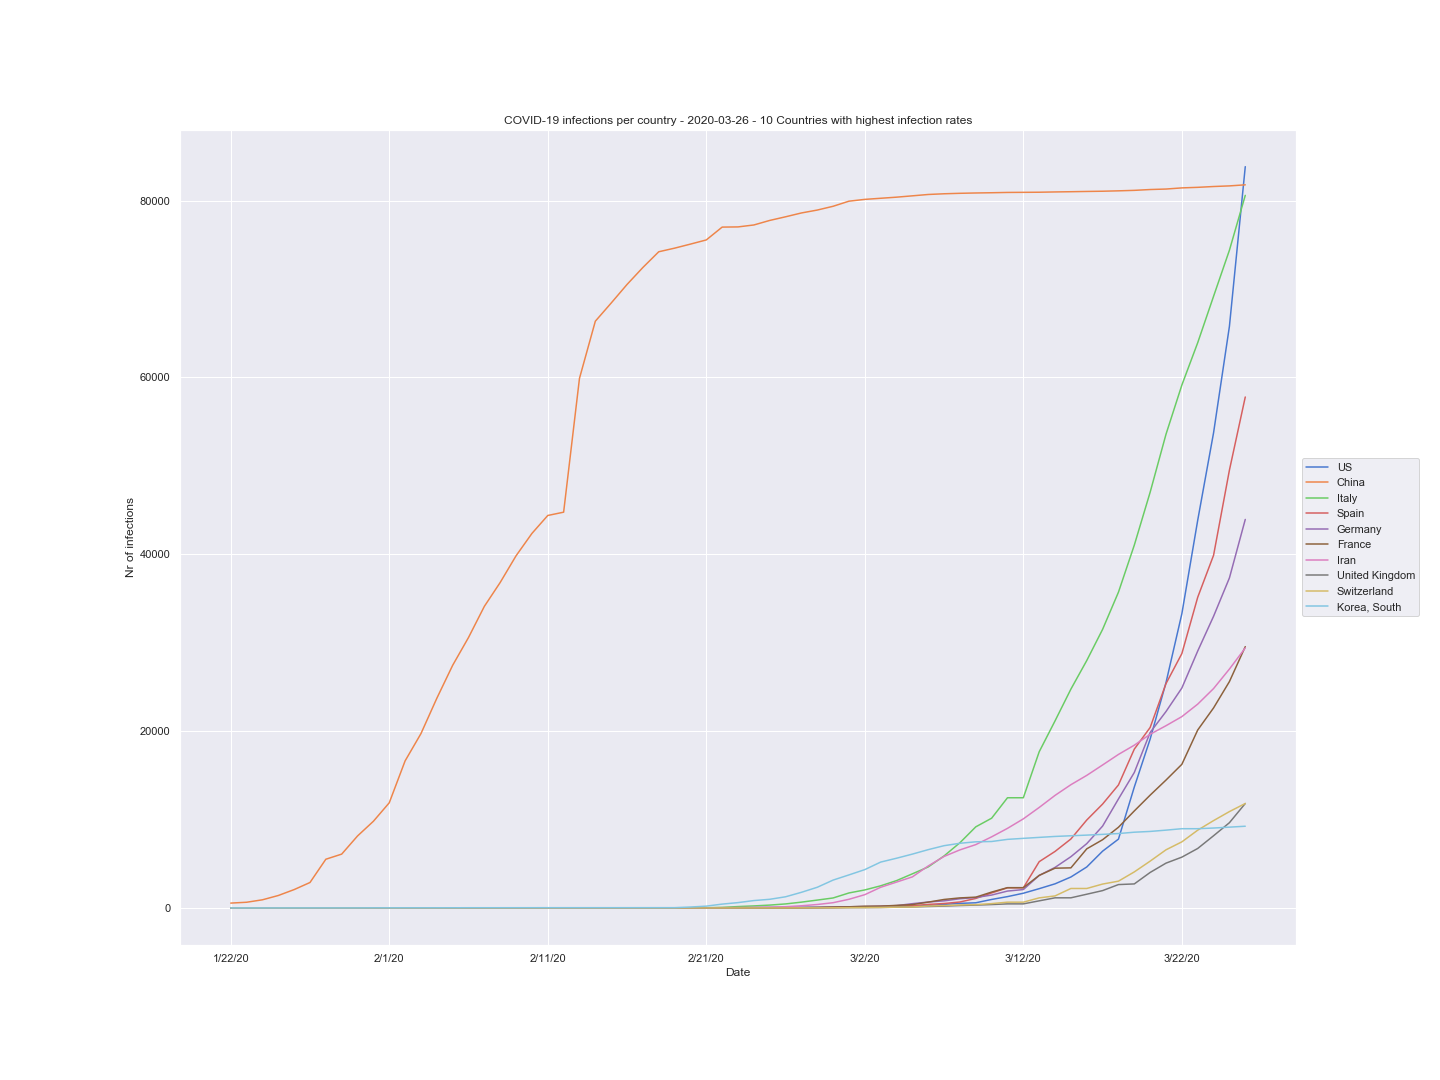 COVID-19 infections per country - 2020-03-26 - 10 Countries with highest infection rates
80000
60000
40000
20000
0
Nr of infections
1/22/20
2/1/20
2/11/20
2/21/20
3/2/20
3/12/20
3/22/20
Date
US
China
Italy
Spain
Germany
France
Iran
United Kingdom
Switzerland
Korea, South